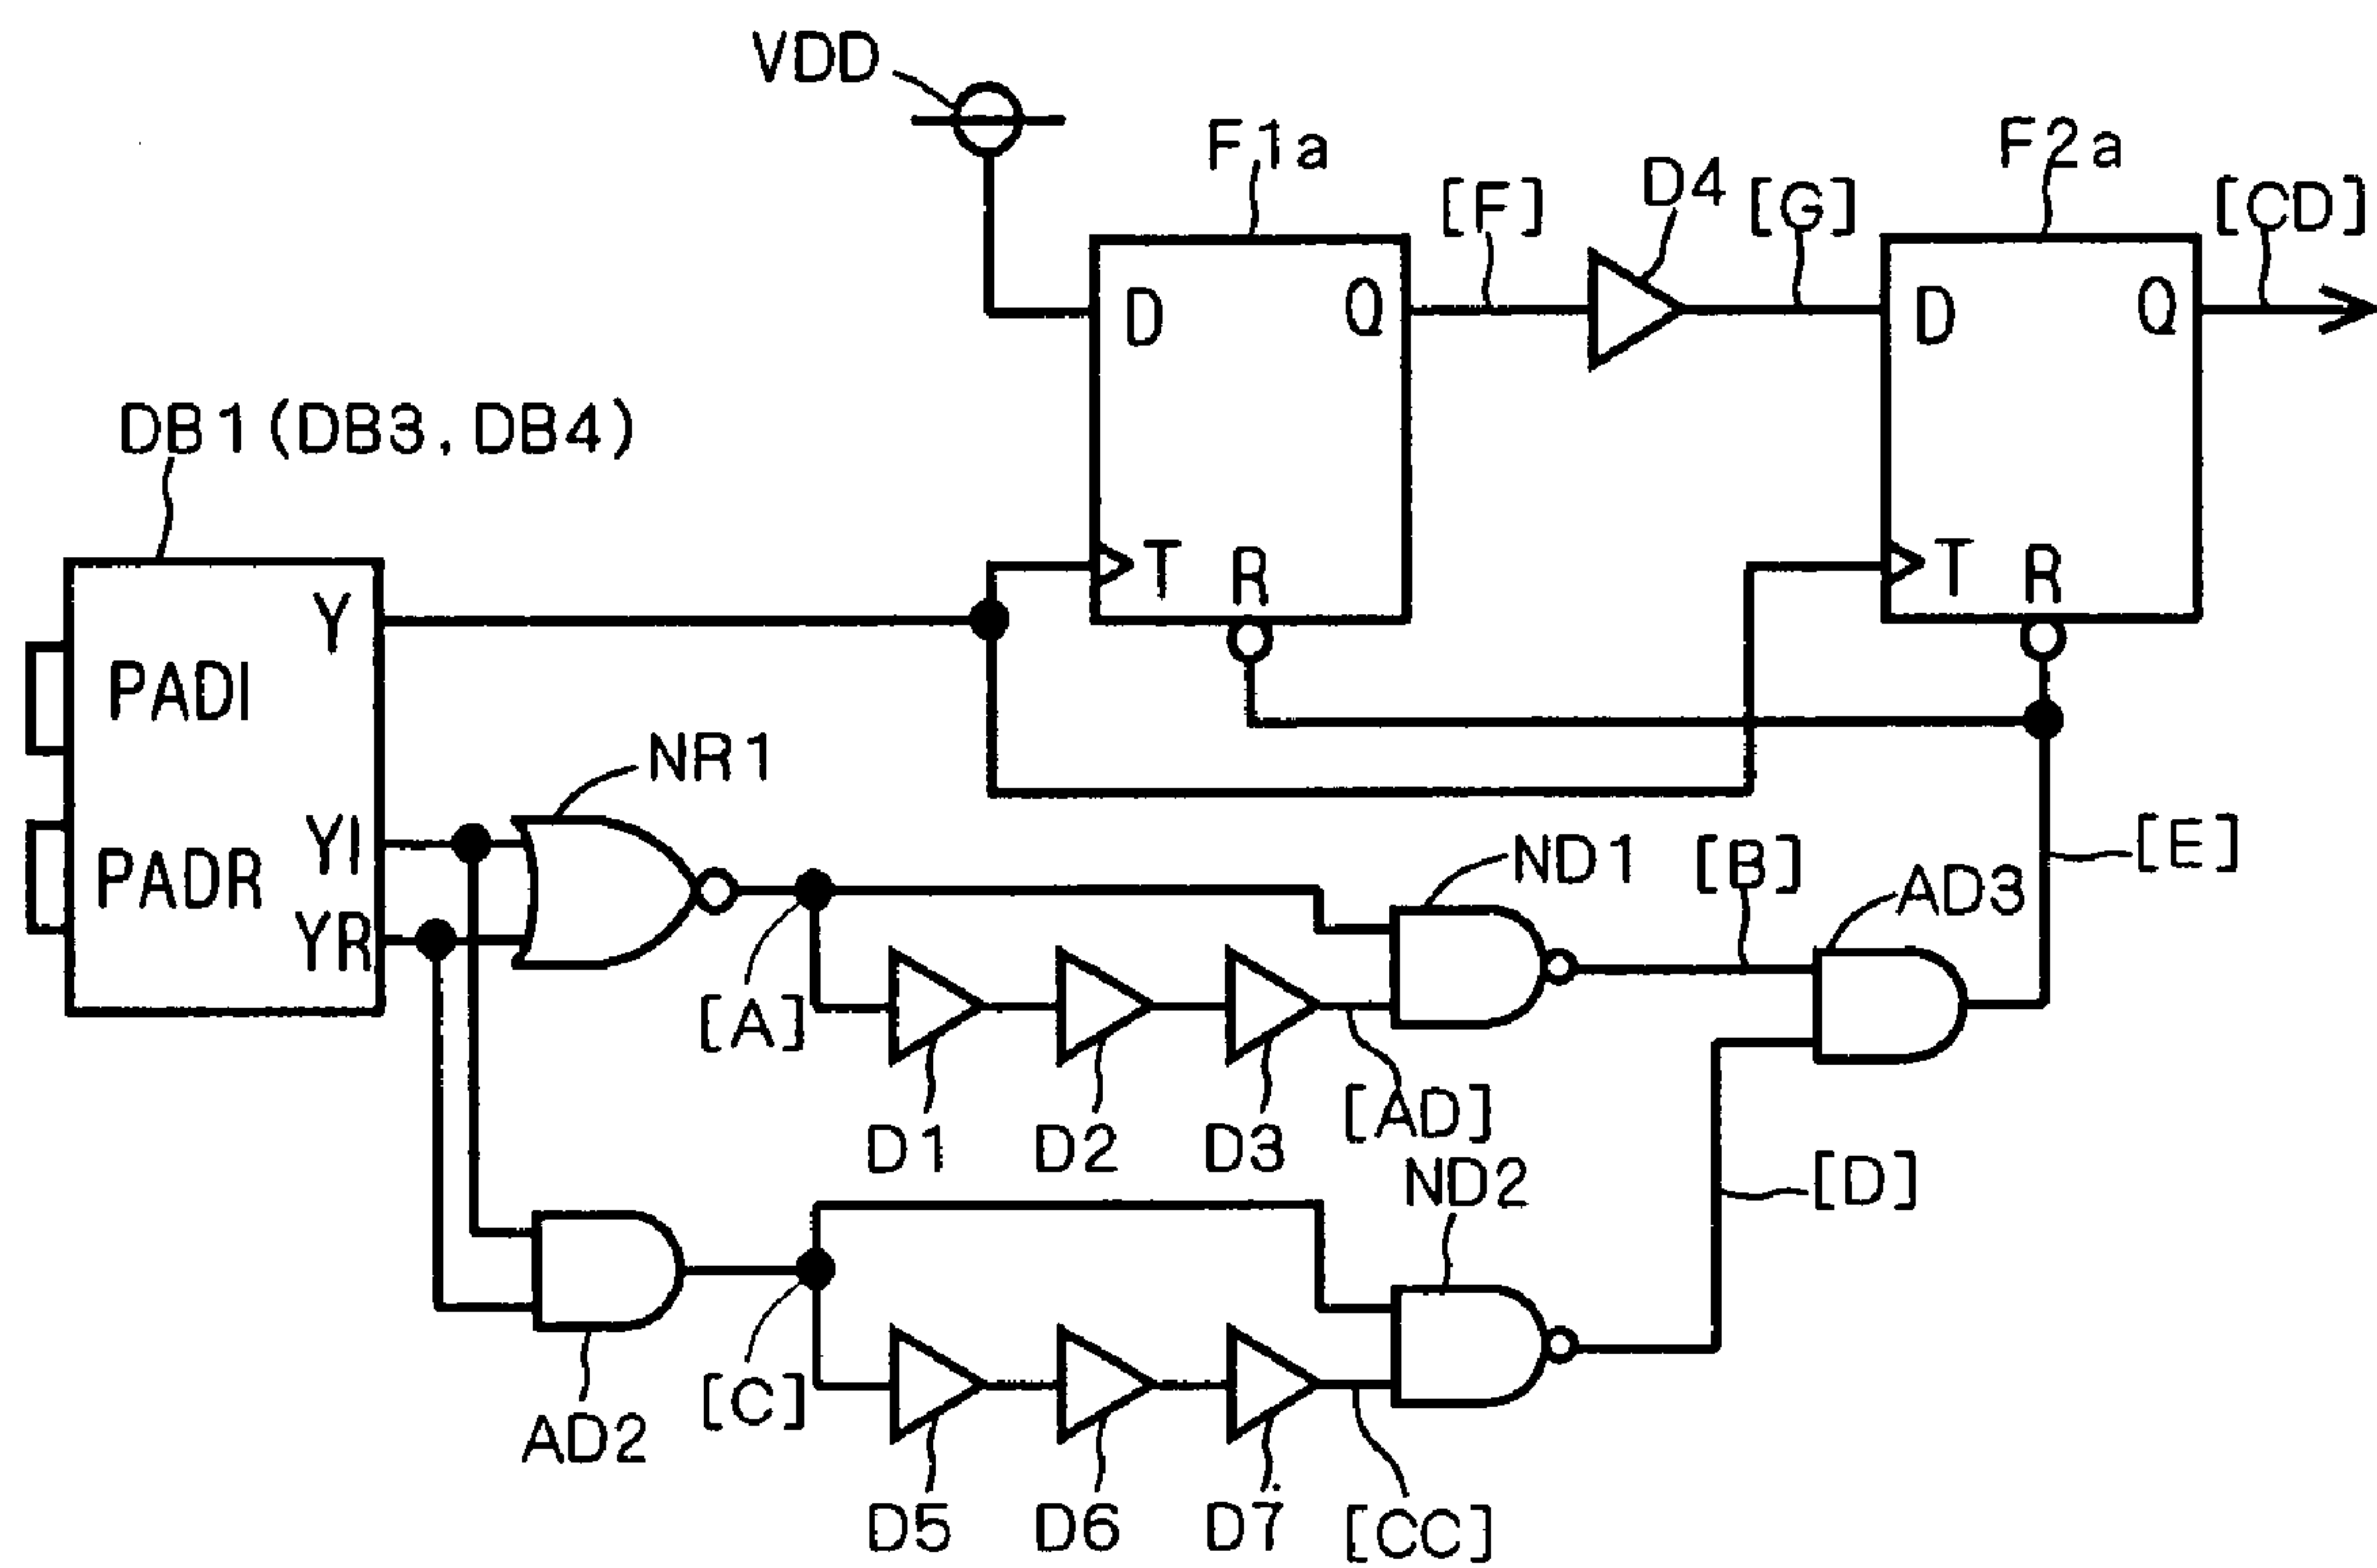 VDD
F1a
F2a
[F]
D4
[G]
[CD]
D
Q
D
Q
DB1(DB3,DB4)
T
R
T
R
Y
PADI
NR1
YI
PADR
YR
ND1
[B]
AD3
[E]
[A]
[AD]
D1
D2
D3
ND2
[D]
[C]
AD2
D5
D6
D7
[CC]